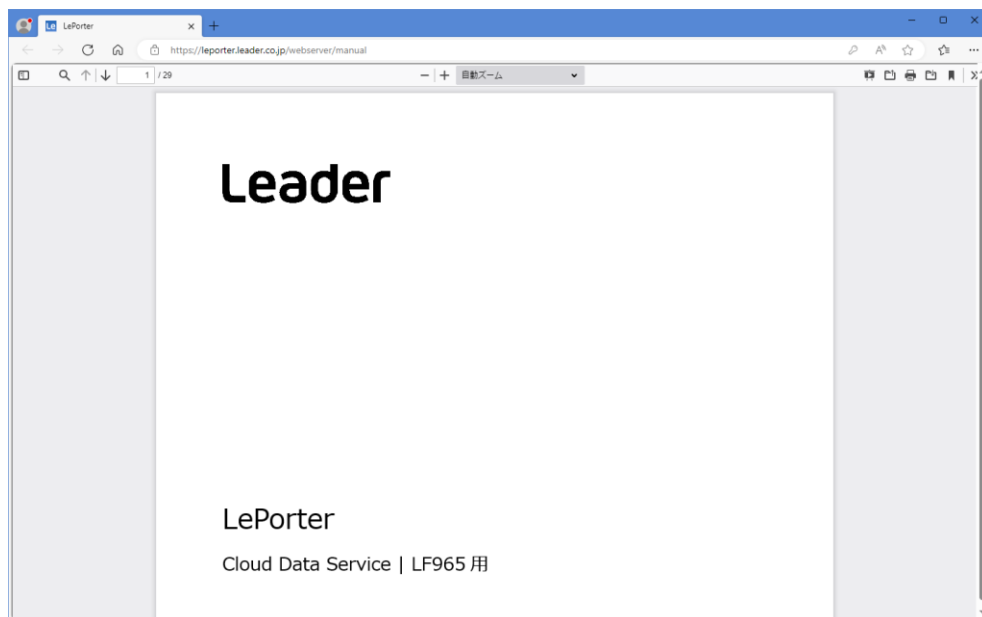 LePorter
https://leporter.leader.co.jp/webserver/manual
1 / 29
自動ズーム
Leader
LePorter
Cloud Data Service | LF965 用